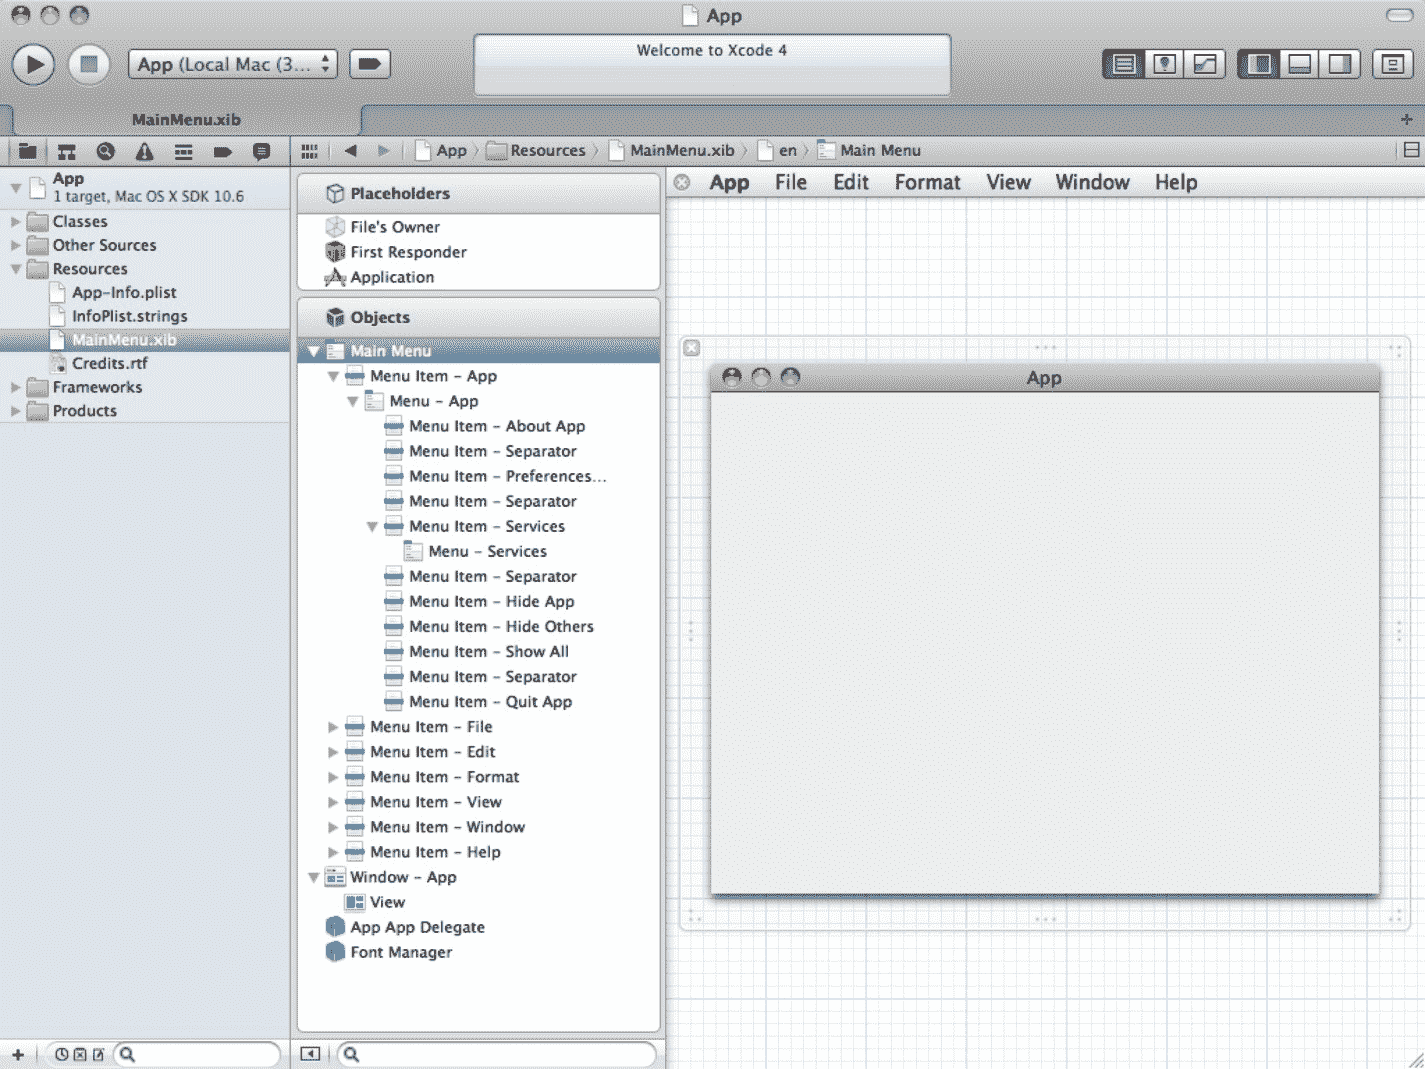 App
App (Local Mac (3...
Welcome to Xcode 4
MainMenu.xib
App
Resources
MainMenu.xib
en
Main Menu
App
1 target, Mac OS X SDK 10.6
Classes
Other Sources
Resources
App-Info.plist
InfoPlist.strings
MainMenu.xib
Credits.rtf
Frameworks
Products
Placeholders
File's Owner
First Responder
Application
Objects
Main Menu
Menu Item - App
Menu - App
Menu Item - About App
Menu Item - Separator
Menu Item - Preferences...
Menu Item - Separator
Menu Item - Services
Menu - Services
Menu Item - Separator
Menu Item - Hide App
Menu Item - Hide Others
Menu Item - Show All
Menu Item - Separator
Menu Item - Quit App
Menu Item - File
Menu Item - Edit
Menu Item - Format
Menu Item - View
Menu Item - Window
Menu Item - Help
Window - App
View
App App Delegate
Font Manager
App File Edit Format View Window Help
App